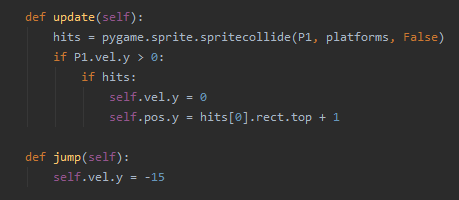 def update(self):
    hits = pygame.sprite.spritecollide(P1, platforms, False)
    if P1.vel.y > 0:
        if hits:
            self.vel.y = 0
            self.pos.y = hits[0].rect.top + 1

def jump(self):
    self.vel.y = -15